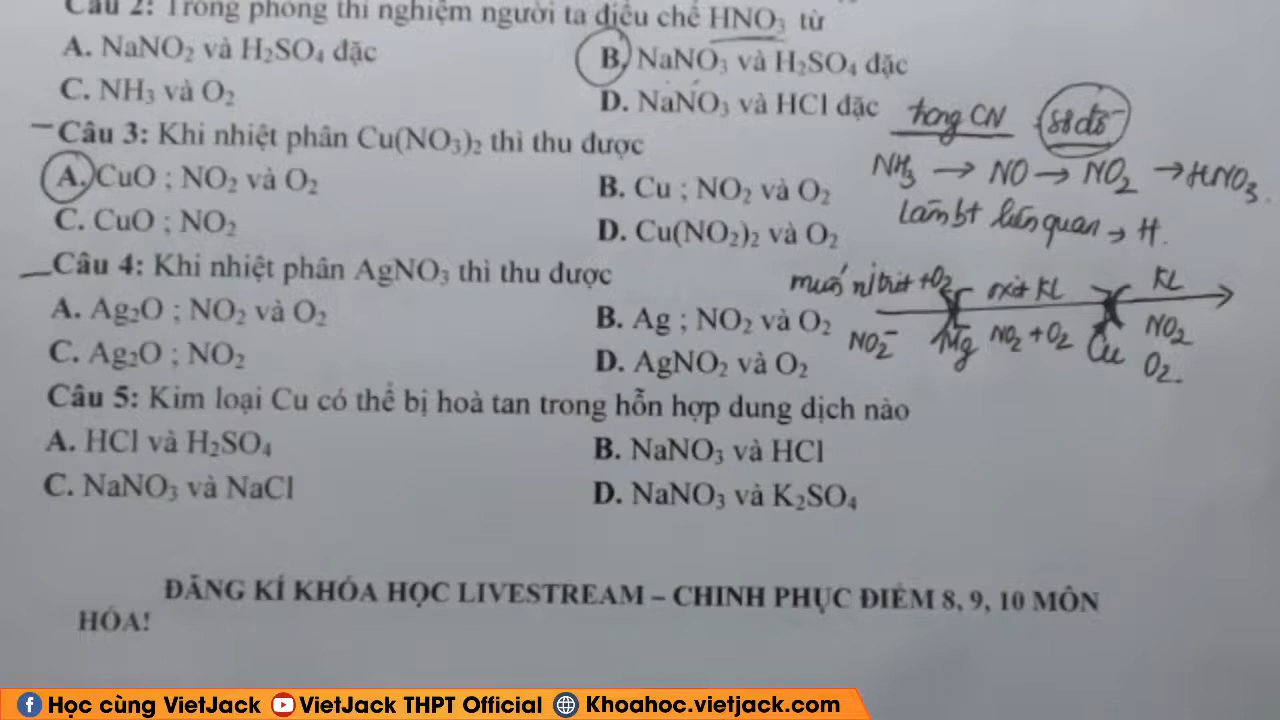 Câu 2: Trong phòng thí nghiệm người ta điều chế HNO₃ từ
A. NaNO₂ và H₂SO₄ đặc
B. NaNO₃ và H₂SO₄ đặc
C. NH₃ và O₂
D. NaNO₃ và HCl đặc
trong CN sơ đồ
NH₃ → NO → NO₂ → HNO₃.
làm bt liên quan → H.
Câu 3: Khi nhiệt phân Cu(NO₃)₂ thì thu được
A. CuO ; NO₂ và O₂
B. Cu ; NO₂ và O₂
C. CuO ; NO₂
D. Cu(NO₂)₂ và O₂
Câu 4: Khi nhiệt phân AgNO₃ thì thu được
muối nitrit + O₂ oxit KL KL
A. Ag₂O ; NO₂ và O₂
B. Ag ; NO₂ và O₂
NO₂⁻ Mg NO₂ + O₂ Cu NO₂
O₂.
C. Ag₂O ; NO₂
D. AgNO₂ và O₂
Câu 5: Kim loại Cu có thể bị hoà tan trong hỗn hợp dung dịch nào
A. HCl và H₂SO₄
B. NaNO₃ và HCl
C. NaNO₃ và NaCl
D. NaNO₃ và K₂SO₄
ĐĂNG KÍ KHÓA HỌC LIVESTREAM – CHINH PHỤC ĐIỂM 8, 9, 10 MÔN
HÓA!
Học cùng VietJack VietJack THPT Official Khoahoc.vietjack.com